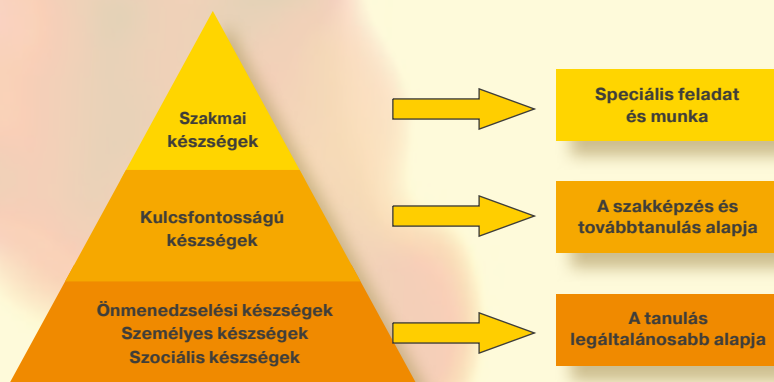 Szakmai
készségek
Speciális feladat
és munka
Kulcsfontosságú
készségek
A szakképzés és
továbbtanulás alapja
Önmenedzselési készségek
Személyes készségek
Szociális készségek
A tanulás
legáltalánosabb alapja